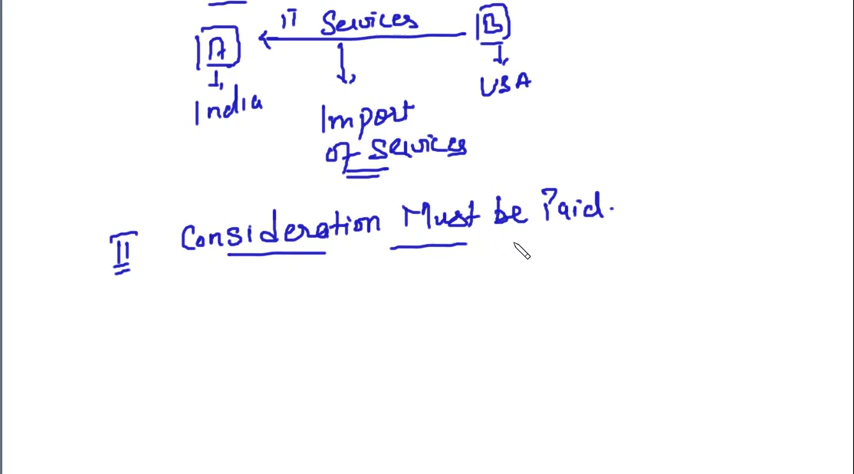 IT Services
A B
India USA
Import
of Services
II Consideration Must be Paid.